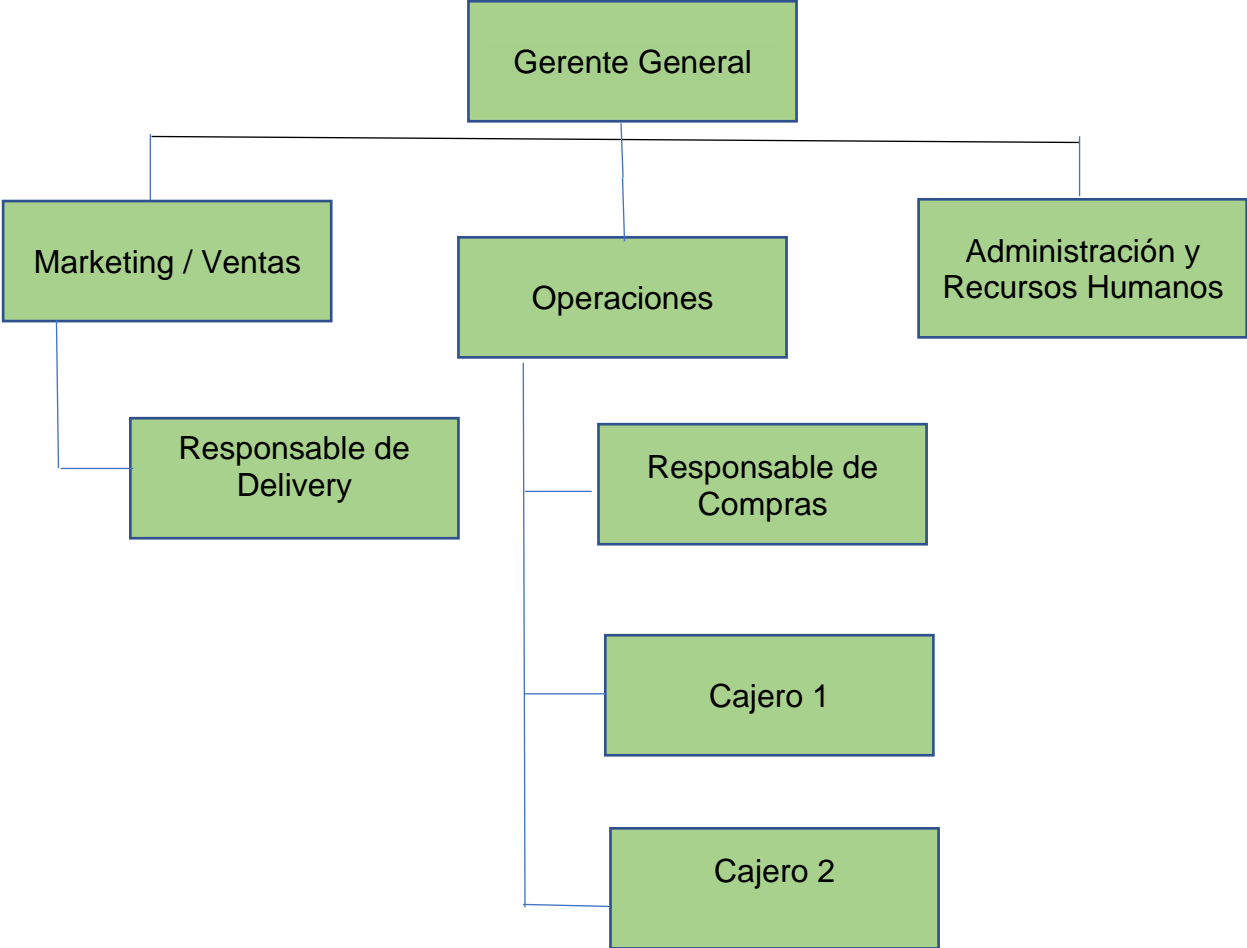 Gerente General
Marketing / Ventas
Operaciones
Administración y
Recursos Humanos
Responsable de
Delivery
Responsable de
Compras
Cajero 1
Cajero 2